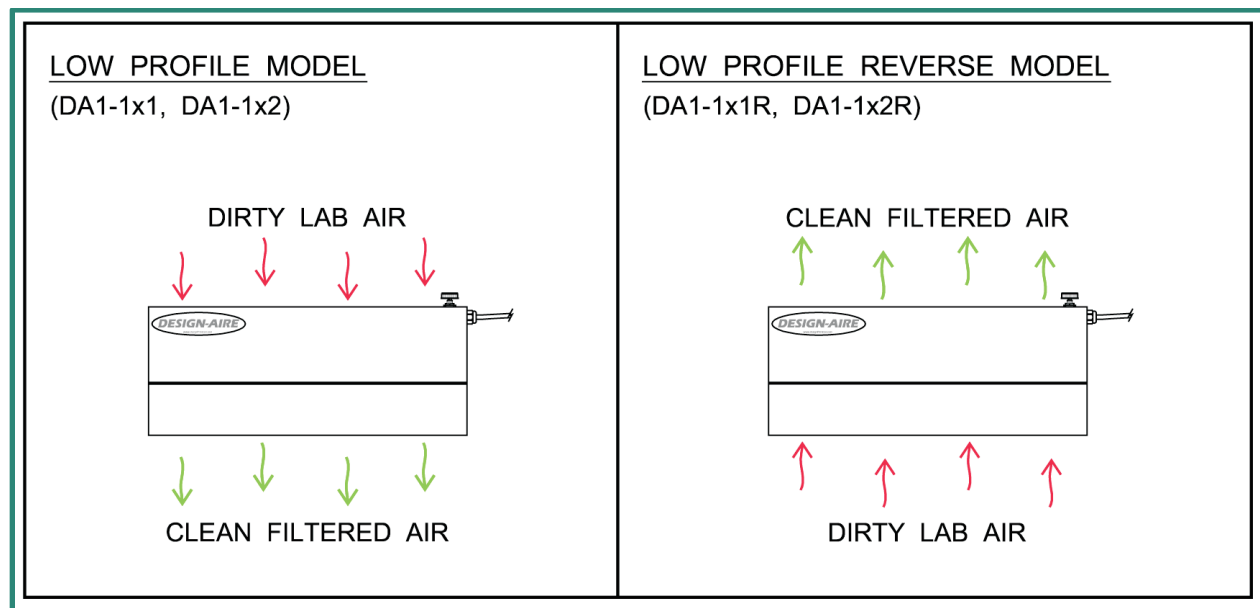 LOW PROFILE MODEL
(DA1-1x1, DA1-1x2)
DIRTY LAB AIR
DESIGN-AIRE
CLEAN FILTERED AIR
LOW PROFILE REVERSE MODEL
(DA1-1x1R, DA1-1x2R)
CLEAN FILTERED AIR
DESIGN-AIRE
DIRTY LAB AIR